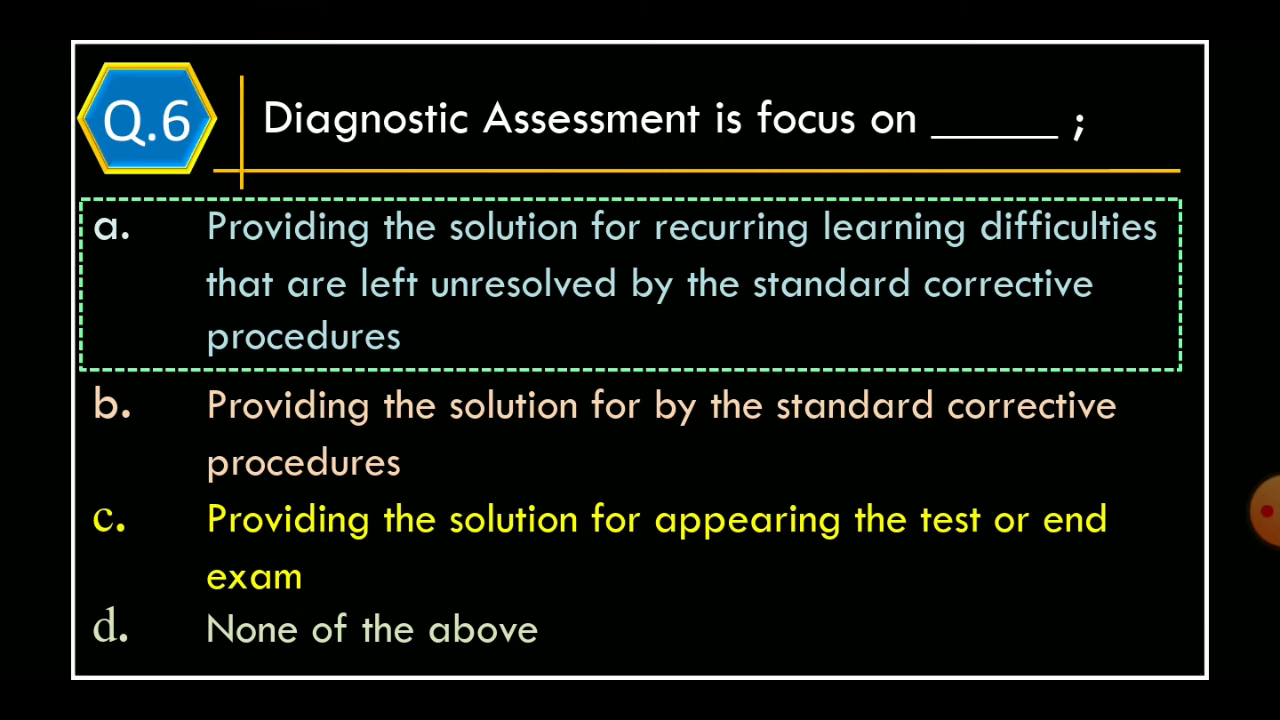 Q.6 Diagnostic Assessment is focus on ______ ;
a. Providing the solution for recurring learning difficulties
that are left unresolved by the standard corrective
procedures
b. Providing the solution for by the standard corrective
procedures
c. Providing the solution for appearing the test or end
exam
d. None of the above